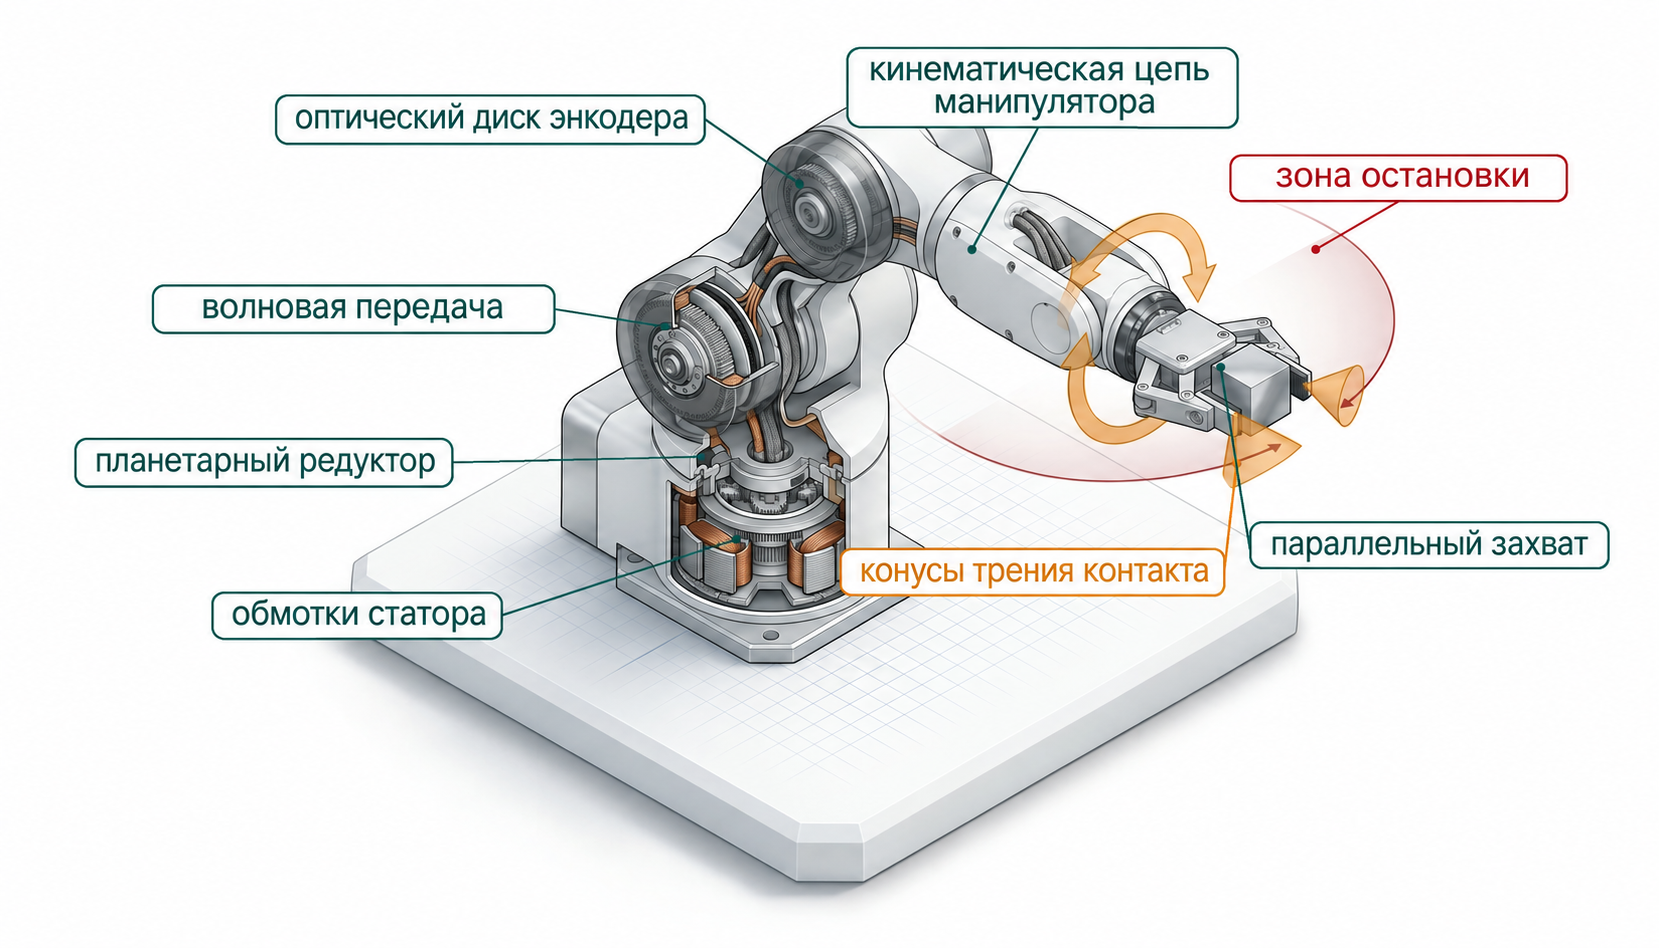 кинематическая цепь
манипулятора
оптический диск энкодера
зона остановки
волновая передача
планетарный редуктор
параллельный захват
конусы трения контакта
обмотки статора